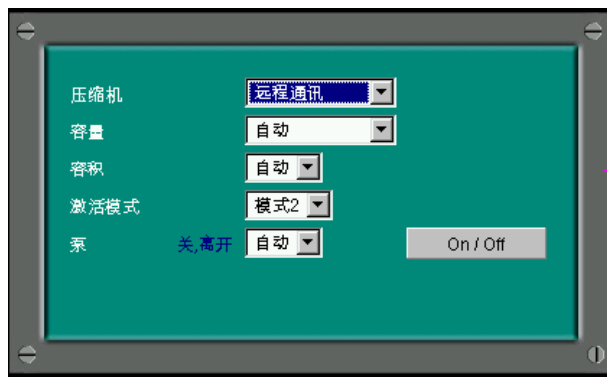 压缩机 远程通讯
容量 自动
容积 自动
激活模式 模式2
泵 关,离开 自动 On / Off